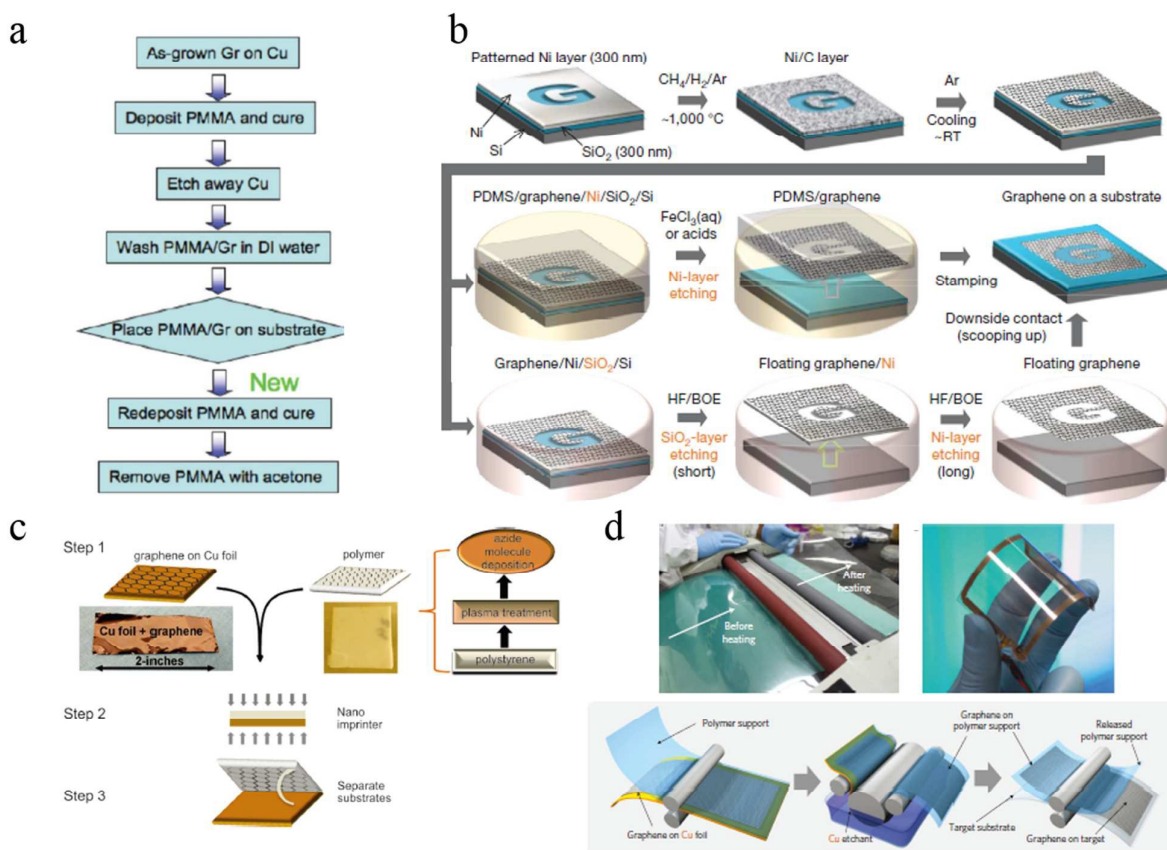 a
As-grown Gr on Cu
Deposit PMMA and cure
Etch away Cu
Wash PMMA/Gr in DI water
Place PMMA/Gr on substrate
New
Redeposit PMMA and cure
Remove PMMA with acetone
b
Patterned Ni layer (300 nm)
CH₄/H₂/Ar
~1,000 °C
Ni/C layer
Ar
Cooling
~RT
Ni
Si
SiO₂ (300 nm)
PDMS/graphene/Ni/SiO₂/Si
FeCl₃(aq)
or acids
Ni-layer
etching
PDMS/graphene
Stamping
Graphene on a substrate
Downside contact
(scooping up)
Graphene/Ni/SiO₂/Si
HF/BOE
SiO₂-layer
etching
(short)
Floating graphene/Ni
HF/BOE
Ni-layer
etching
(long)
Floating graphene
c
Step 1
graphene on Cu foil
polymer
Cu foil + graphene
2-inches
azide
molecule
deposition
plasma treatment
polystyrene
Step 2
Nano
imprinter
Step 3
Separate
substrates
d
Before
heating
After
heating
Polymer support
Graphene on Cu foil
Cu etchant
Graphene on
polymer support
Target substrate
Released
polymer support
Graphene on target